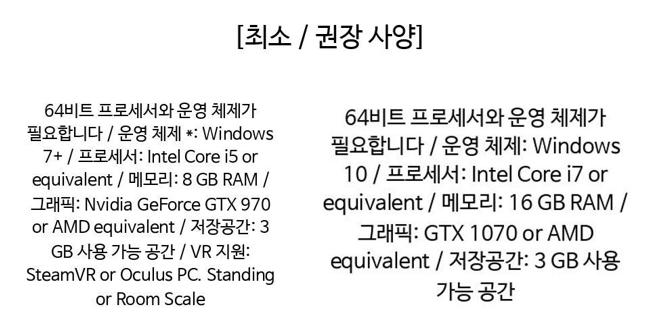 [최소 / 권장 사양]
64비트 프로세서와 운영 체제가
필요합니다 / 운영 체제 *: Windows
7+ / 프로세서: Intel Core i5 or
equivalent / 메모리: 8 GB RAM /
그래픽: Nvidia GeForce GTX 970
or AMD equivalent / 저장공간: 3
GB 사용 가능 공간 / VR 지원:
SteamVR or Oculus PC. Standing
or Room Scale
64비트 프로세서와 운영 체제가
필요합니다 / 운영 체제: Windows
10 / 프로세서: Intel Core i7 or
equivalent / 메모리: 16 GB RAM /
그래픽: GTX 1070 or AMD
equivalent / 저장공간: 3 GB 사용
가능 공간